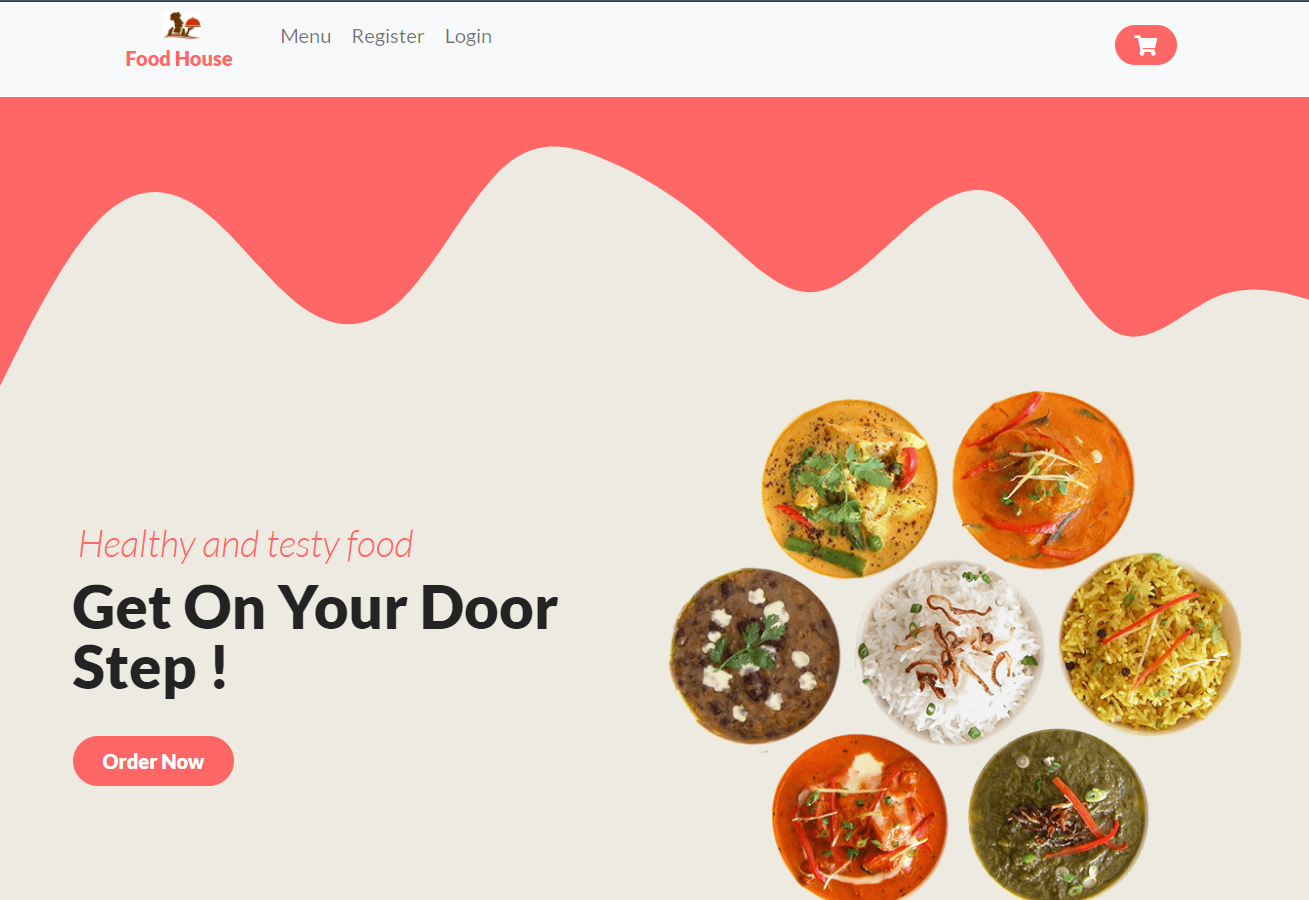 Food House
Menu Register Login
Healthy and testy food
Get On Your Door
Step !
Order Now